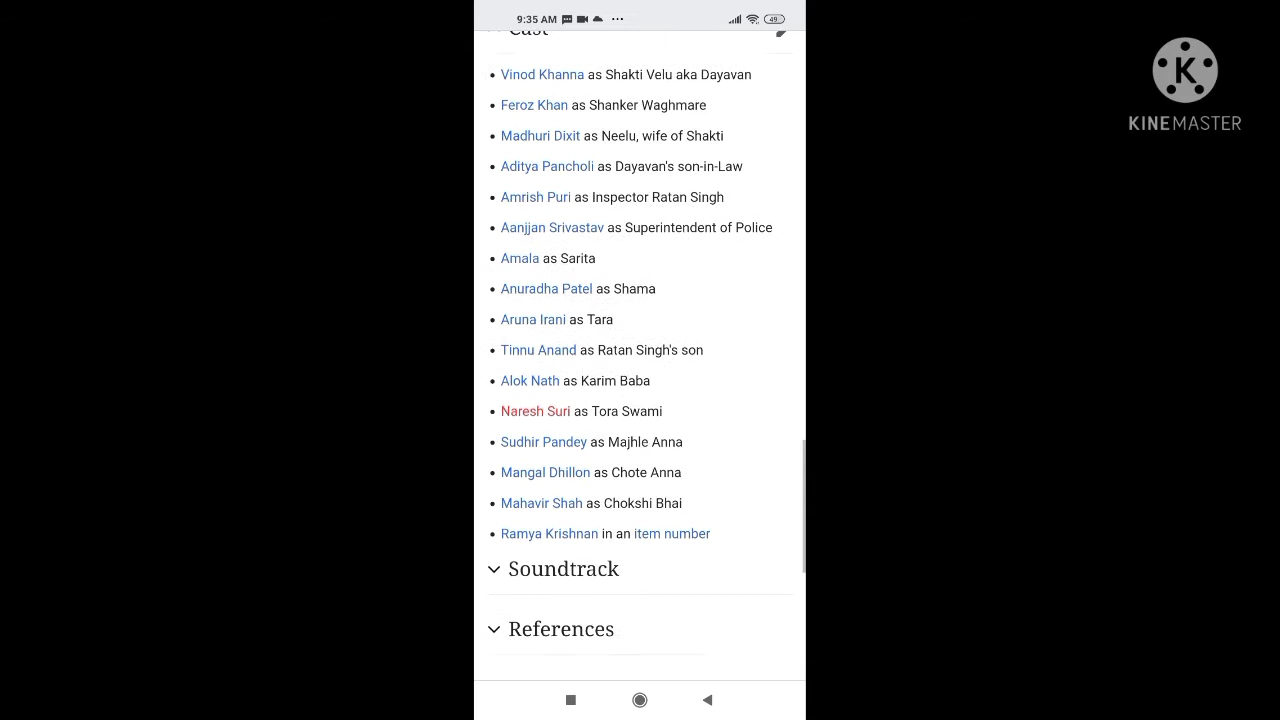 9:35 AM
49
Cast
Vinod Khanna as Shakti Velu aka Dayavan
Feroz Khan as Shanker Waghmare
Madhuri Dixit as Neelu, wife of Shakti
Aditya Pancholi as Dayavan's son-in-Law
Amrish Puri as Inspector Ratan Singh
Aanjjan Srivastav as Superintendent of Police
Amala as Sarita
Anuradha Patel as Shama
Aruna Irani as Tara
Tinnu Anand as Ratan Singh's son
Alok Nath as Karim Baba
Naresh Suri as Tora Swami
Sudhir Pandey as Majhle Anna
Mangal Dhillon as Chote Anna
Mahavir Shah as Chokshi Bhai
Ramya Krishnan in an item number
Soundtrack
References
K
KINEMASTER